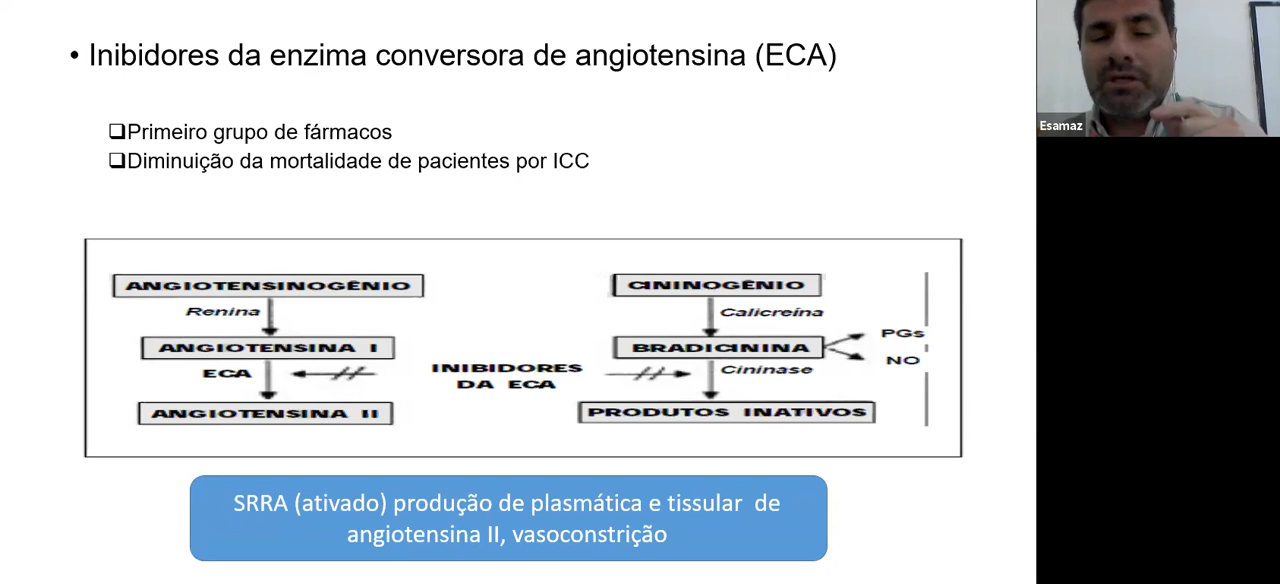 • Inibidores da enzima conversora de angiotensina (ECA)
❑Primeiro grupo de fármacos
❑Diminuição da mortalidade de pacientes por ICC
Esamaz
ANGIOTENSINOGÊNIO
Renina
ANGIOTENSINA I
ECA
ANGIOTENSINA II
INIBIDORES
DA ECA
CININOGÊNIO
Calicreína
BRADICININA
PGs
NO
Cininase
PRODUTOS INATIVOS
SRRA (ativado) produção de plasmática e tissular de
angiotensina II, vasoconstrição